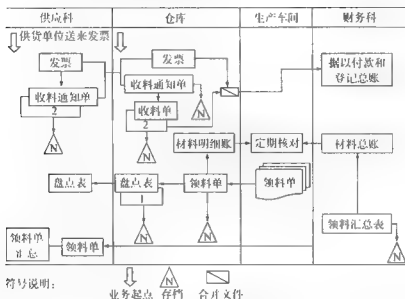 供应科 仓库 生产车间 财务科
供货单位送来发票
发票 发票 据以付款和
登记总账
收料通知单 收料通知单
2 收料单 N
N 2
N 材料明细账 定期核对 材料总账
盘点表 盘点表 领料单 领料单
1
N N 领料汇总表
领料单
汇总 领料单 N
符号说明: N
业务起点 存档 合并文件